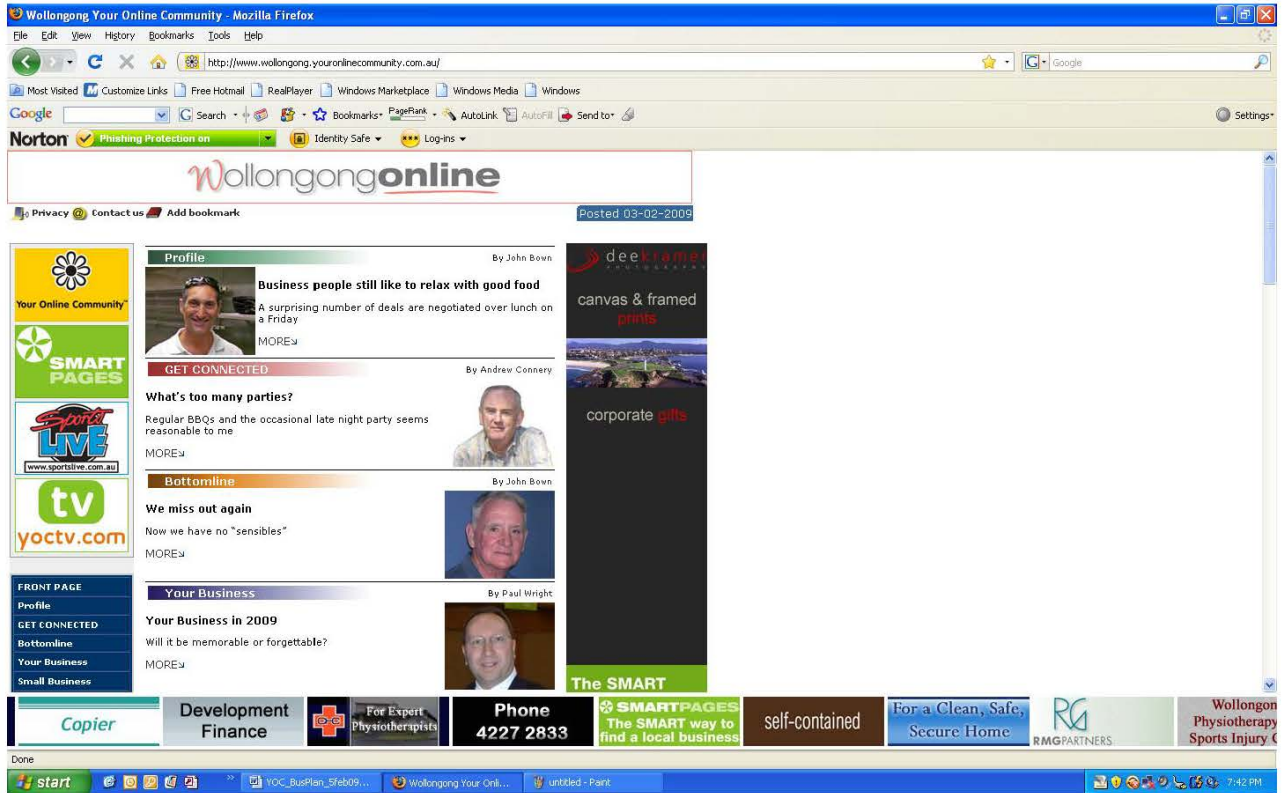 Wollongong Your Online Community - Mozilla Firefox
File Edit View History Bookmarks Tools Help
http://www.wollongong.youronlinecommunity.com.au/
Google
Most Visited Customize Links Free Hotmail RealPlayer Windows Marketplace Windows Media Windows
Google Search Bookmarks PageRank AutoLink AutoFill Send to Settings
Norton Phishing Protection on Identity Safe Log-ins
Wollongongonline
Privacy Contact us Add bookmark Posted 03-02-2009
Your Online Community
SMART
PAGES
Sports
LIVE
www.sportslive.com.au
tv
yoctv.com
FRONT PAGE
Profile
GET CONNECTED
Bottomline
Your Business
Small Business
Profile By John Bown
Business people still like to relax with good food
A surprising number of deals are negotiated over lunch on
a Friday
MORE
GET CONNECTED By Andrew Connery
What's too many parties?
Regular BBQs and the occasional late night party seems
reasonable to me
MORE
Bottomline By John Bown
We miss out again
Now we have no "sensibles"
MORE
Your Business By Paul Wright
Your Business in 2009
Will it be memorable or forgettable?
MORE
deekramer
PHOTOGRAPHY
canvas & framed
prints
corporate gifts
The SMART
Copier
Development
Finance
For Expert
Physiotherapists
Phone
4227 2833
SMARTPAGES
The SMART way to
find a local business
self-contained
For a Clean, Safe,
Secure Home
RG
RMGPARTNERS
Wollongon
Physiotherapy
Sports Injury C
Done
start YOC_BusPlan_5feb09... Wollongong Your Onli... untitled - Paint 7:42 PM